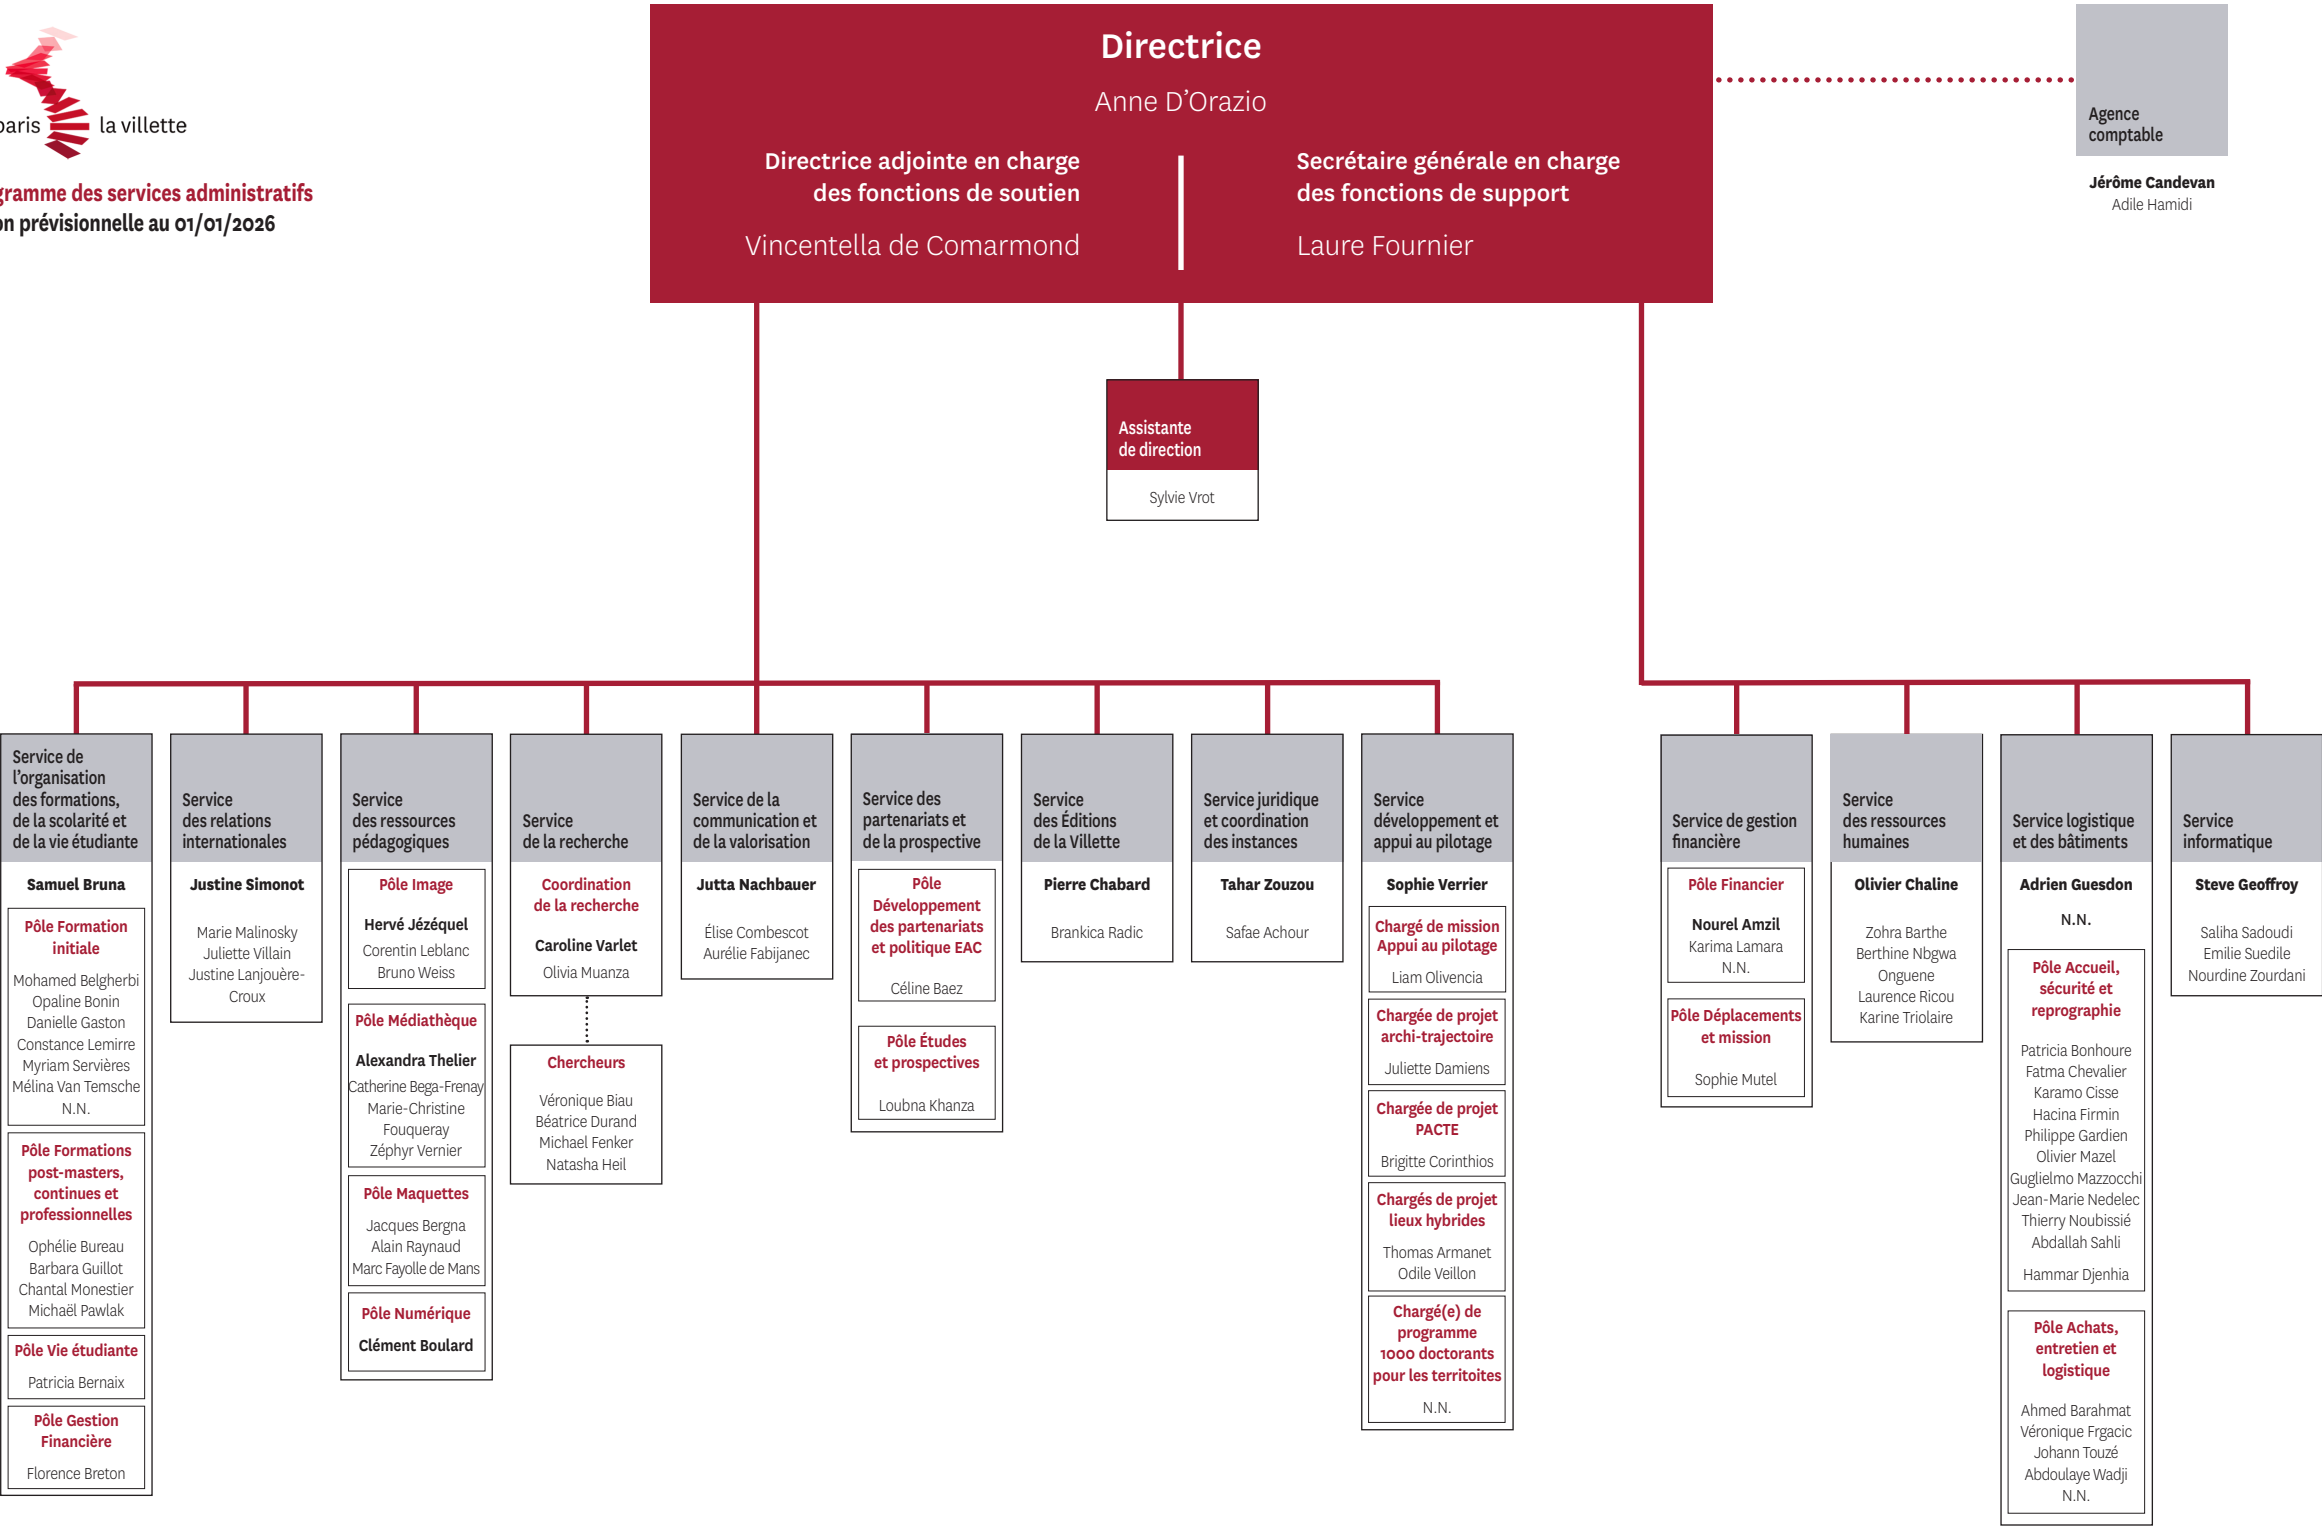 paris la villette
gramme des services administratifs
on prévisionnelle au 01/01/2026
Directrice
Anne D'Orazio
Directrice adjointe en charge
des fonctions de soutien
Vincentella de Comarmond
Secrétaire générale en charge
des fonctions de support
Laure Fournier
Agence
comptable
Jérôme Candevan
Adile Hamidi
Assistante
de direction
Sylvie Vrot
Service de
l'organisation
des formations,
de la scolarité et
de la vie étudiante
Samuel Bruna
Pôle Formation
initiale
Mohamed Belgherbi
Opaline Bonin
Danielle Gaston
Constance Lemirre
Myriam Servières
Mélina Van Temsche
N.N.
Pôle Formations
post-masters,
continues et
professionnelles
Ophélie Bureau
Barbara Guillot
Chantal Monestier
Michaël Pawlak
Pôle Vie étudiante
Patricia Bernaix
Pôle Gestion
Financière
Florence Breton
Service
des relations
internationales
Justine Simonot
Marie Malinosky
Juliette Villain
Justine Lanjouère-
Croux
Service
des ressources
pédagogiques
Pôle Image
Hervé Jézéquel
Corentin Leblanc
Bruno Weiss
Pôle Médiathèque
Alexandra Thelier
Catherine Bega-Frenay
Marie-Christine
Fouqueray
Zéphyr Vernier
Pôle Maquettes
Jacques Bergna
Alain Raynaud
Marc Fayolle de Mans
Pôle Numérique
Clément Boulard
Service
de la recherche
Coordination
de la recherche
Caroline Varlet
Olivia Muanza
Chercheurs
Véronique Biau
Béatrice Durand
Michael Fenker
Natasha Heil
Service de la
communication et
de la valorisation
Jutta Nachbauer
Élise Combescot
Aurélie Fabijanec
Service des
partenariats et
de la prospective
Pôle
Développement
des partenariats
et politique EAC
Céline Baez
Pôle Études
et prospectives
Loubna Khanza
Service
des Éditions
de la Villette
Pierre Chabard
Brankica Radic
Service juridique
et coordination
des instances
Tahar Zouzou
Safae Achour
Service
développement et
appui au pilotage
Sophie Verrier
Chargé de mission
Appui au pilotage
Liam Olivencia
Chargée de projet
archi-trajectoire
Juliette Damiens
Chargée de projet
PACTE
Brigitte Corinthios
Chargés de projet
lieux hybrides
Thomas Armanet
Odile Veillon
Chargé(e) de
programme
1000 doctorants
pour les territoites
N.N.
Service de gestion
financière
Pôle Financier
Nourel Amzil
Karima Lamara
N.N.
Pôle Déplacements
et mission
Sophie Mutel
Service
des ressources
humaines
Olivier Chaline
Zohra Barthe
Berthine Nbgwa
Onguene
Laurence Ricou
Karine Triolaire
Service logistique
et des bâtiments
Adrien Guesdon
N.N.
Pôle Accueil,
sécurité et
reprographie
Patricia Bonhoure
Fatma Chevalier
Karamo Cisse
Hacina Firmin
Philippe Gardien
Olivier Mazel
Guglielmo Mazzocchi
Jean-Marie Nedelec
Thierry Noubissié
Abdallah Sahli
Hammar Djenhia
Pôle Achats,
entretien et
logistique
Ahmed Barahmat
Véronique Frgacic
Johann Touzé
Abdoulaye Wadji
N.N.
Service
informatique
Steve Geoffroy
Saliha Sadoudi
Emilie Suedile
Nourdine Zourdani